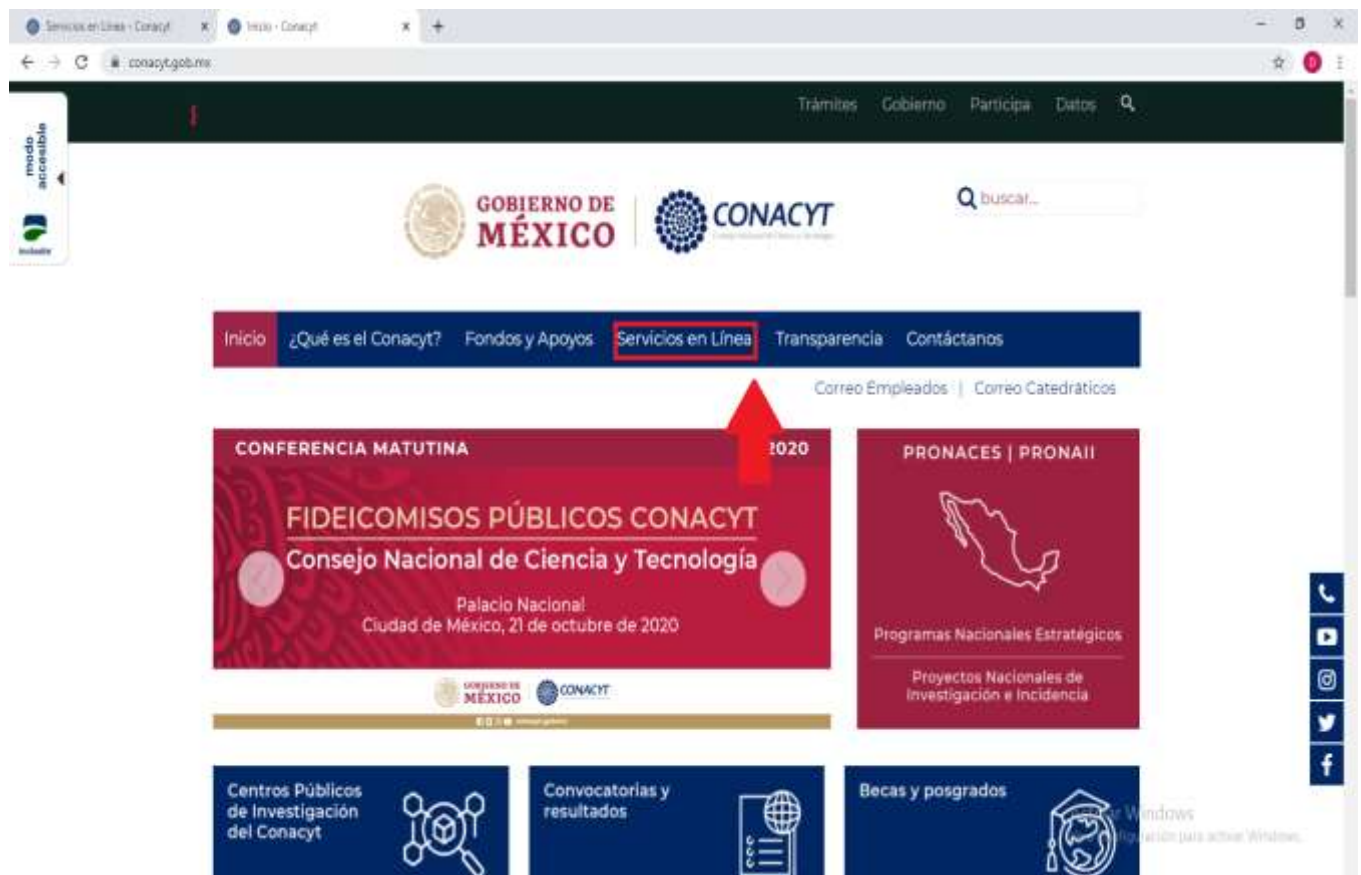 Servicios en Línea - Conacyt
Inicio - Conacyt
conacyt.gob.mx
D
Trámites Gobierno Participa Datos
modo
accesible
GOBIERNO DE
MÉXICO
CONACYT
buscar...
Inicio ¿Qué es el Conacyt? Fondos y Apoyos Servicios en Línea Transparencia Contáctanos
Correo Empleados | Correo Catedráticos
CONFERENCIA MATUTINA 2020
FIDEICOMISOS PÚBLICOS CONACYT
Consejo Nacional de Ciencia y Tecnología
Palacio Nacional
Ciudad de México, 21 de octubre de 2020
GOBIERNO DE
MÉXICO
CONACYT
PRONACES | PRONAII
Programas Nacionales Estratégicos
Proyectos Nacionales de
Investigación e Incidencia
Centros Públicos
de Investigación
del Conacyt
Convocatorias y
resultados
Becas y posgrados
Windows
para activar Windows.